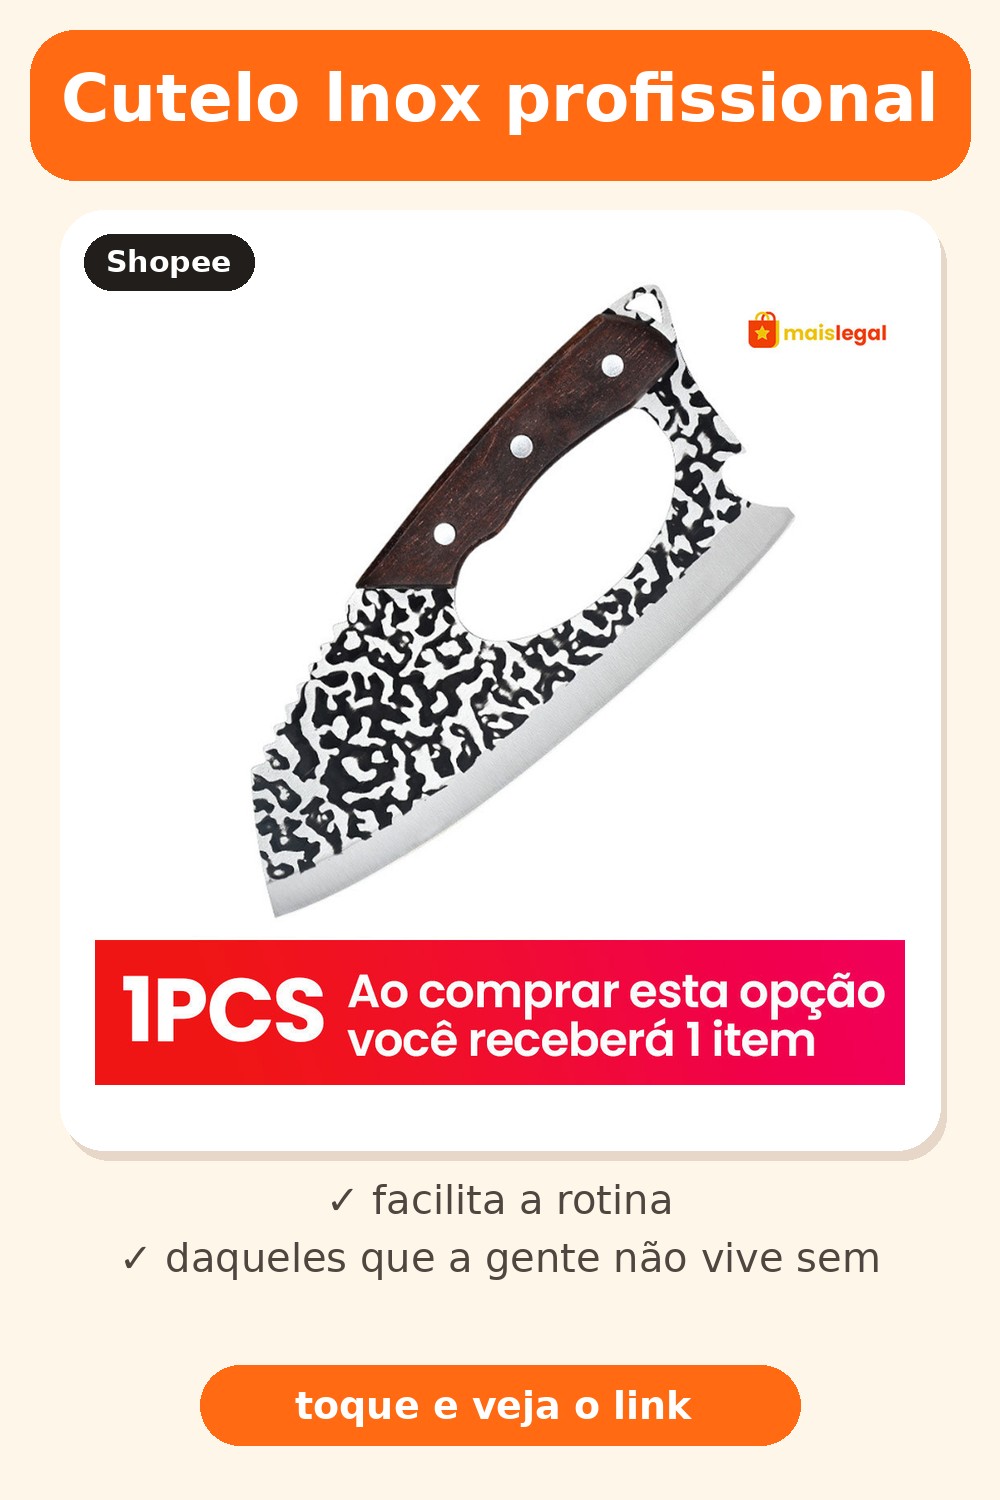 Cutelo Inox profissional
Shopee
maislegal
1PCS
Ao comprar esta opção
você receberá 1 item
✓ facilita a rotina
✓ daqueles que a gente não vive sem
toque e veja o link